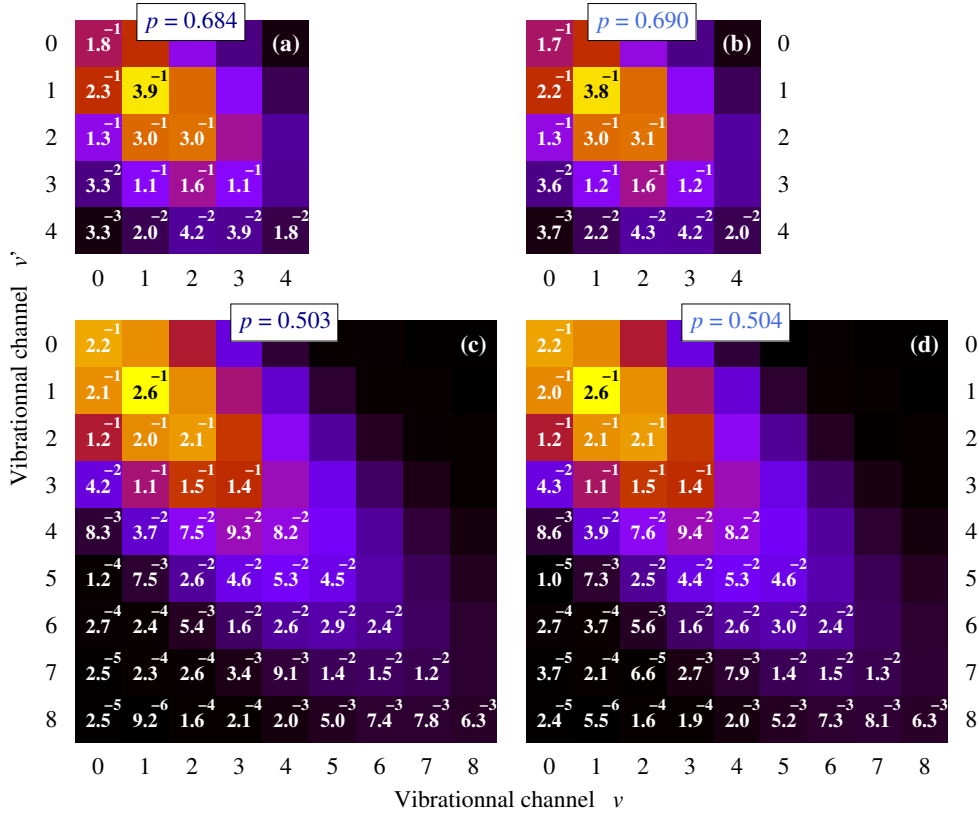 p = 0.684
p = 0.690
(a)
(b)
0 1.8⁻¹
1.7⁻¹ 0
1 2.3⁻¹ 3.9⁻¹
2.2⁻¹ 3.8⁻¹ 1
2 1.3⁻¹ 3.0⁻¹ 3.0⁻¹
1.3⁻¹ 3.0⁻¹ 3.1⁻¹ 2
3 3.3⁻² 1.1⁻¹ 1.6⁻¹ 1.1⁻¹
3.6⁻² 1.2⁻¹ 1.6⁻¹ 1.2⁻¹ 3
4 3.3⁻³ 2.0⁻² 4.2⁻² 3.9⁻² 1.8⁻²
3.7⁻³ 2.2⁻² 4.3⁻² 4.2⁻² 2.0⁻² 4
0 1 2 3 4
0 1 2 3 4
Vibrationnal channel v'
p = 0.503
p = 0.504
(c)
(d)
0 2.2⁻¹
2.2⁻¹ 0
1 2.1⁻¹ 2.6⁻¹
2.0⁻¹ 2.6⁻¹ 1
2 1.2⁻¹ 2.0⁻¹ 2.1⁻¹
1.2⁻¹ 2.1⁻¹ 2.1⁻¹ 2
3 4.2⁻² 1.1⁻¹ 1.5⁻¹ 1.4⁻¹
4.3⁻² 1.1⁻¹ 1.5⁻¹ 1.4⁻¹ 3
4 8.3⁻³ 3.7⁻² 7.5⁻² 9.3⁻² 8.2⁻²
8.6⁻³ 3.9⁻² 7.6⁻² 9.4⁻² 8.2⁻² 4
5 1.2⁻⁴ 7.5⁻³ 2.6⁻² 4.6⁻² 5.3⁻² 4.5⁻²
1.0⁻⁵ 7.3⁻³ 2.5⁻² 4.4⁻² 5.3⁻² 4.6⁻² 5
6 2.7⁻⁴ 2.4⁻⁴ 5.4⁻³ 1.6⁻² 2.6⁻² 2.9⁻² 2.4⁻²
2.7⁻⁴ 3.7⁻⁴ 5.6⁻³ 1.6⁻² 2.6⁻² 3.0⁻² 2.4⁻² 6
7 2.5⁻⁵ 2.3⁻⁴ 2.6⁻⁴ 3.4⁻³ 9.1⁻³ 1.4⁻² 1.5⁻² 1.2⁻²
3.7⁻⁵ 2.1⁻⁴ 6.6⁻⁵ 2.7⁻³ 7.9⁻³ 1.4⁻² 1.5⁻² 1.3⁻² 7
8 2.5⁻⁵ 9.2⁻⁶ 1.6⁻⁴ 2.1⁻⁴ 2.0⁻³ 5.0⁻³ 7.4⁻³ 7.8⁻³ 6.3⁻³
2.4⁻⁵ 5.5⁻⁶ 1.6⁻⁴ 1.9⁻⁴ 2.0⁻³ 5.2⁻³ 7.3⁻³ 8.1⁻³ 6.3⁻³ 8
0 1 2 3 4 5 6 7 8
0 1 2 3 4 5 6 7 8
Vibrationnal channel v